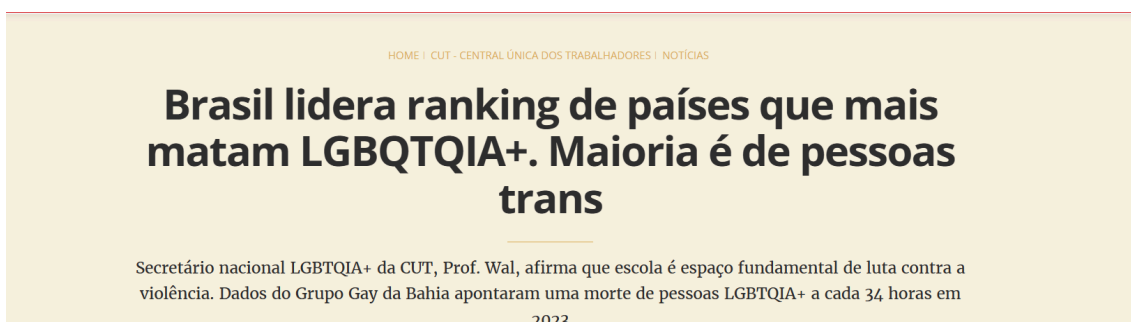 HOME | CUT - CENTRAL ÚNICA DOS TRABALHADORES | NOTÍCIAS
Brasil lidera ranking de países que mais
matam LGBQTQIA+. Maioria é de pessoas
trans
Secretário nacional LGBTQIA+ da CUT, Prof. Wal, afirma que escola é espaço fundamental de luta contra a
violência. Dados do Grupo Gay da Bahia apontaram uma morte de pessoas LGBTQIA+ a cada 34 horas em
2023